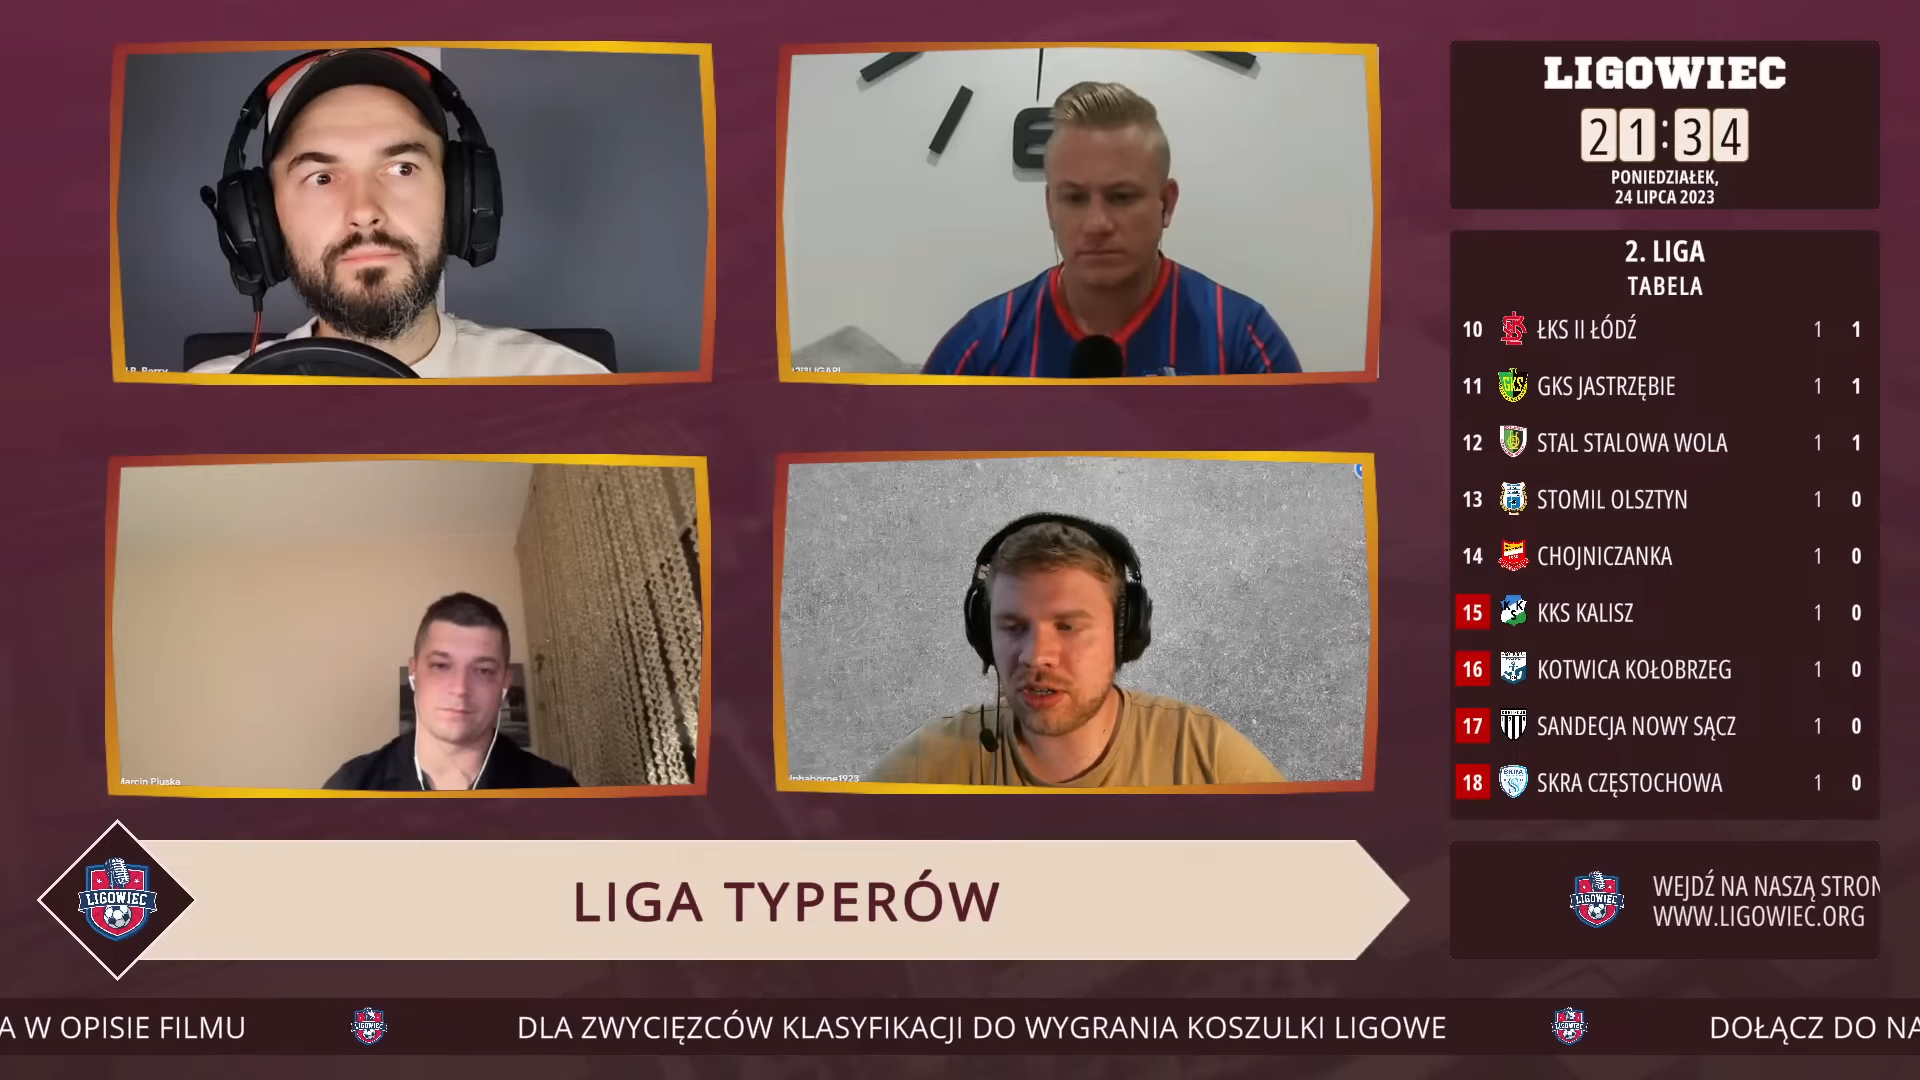 LIGOWIEC
21:34
PONIEDZIAŁEK,
24 LIPCA 2023
2. LIGA
TABELA
10 ŁKS II ŁÓDŹ 1 1
11 GKS JASTRZĘBIE 1 1
12 STAL STALOWA WOLA 1 1
13 STOMIL OLSZTYN 1 0
14 CHOJNICZANKA 1 0
15 KKS KALISZ 1 0
16 KOTWICA KOŁOBRZEG 1 0
17 SANDECJA NOWY SĄCZ 1 0
18 SKRA CZĘSTOCHOWA 1 0
6
Marcin Pluska
LIGOWIEC
LIGA TYPERÓW
LIGOWIEC
WEJDŹ NA NASZĄ STRON
WWW.LIGOWIEC.ORG
A W OPISIE FILMU
LIGOWIEC
DLA ZWYCIĘZCÓW KLASYFIKACJI DO WYGRANIA KOSZULKI LIGOWE
LIGOWIEC
DOŁĄCZ DO NA